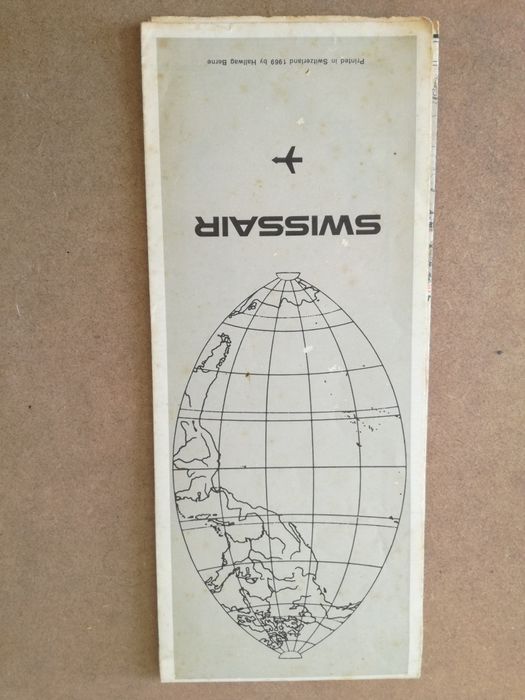 SWISSAIR
Printed in Switzerland 1969 by Hallwag Berne